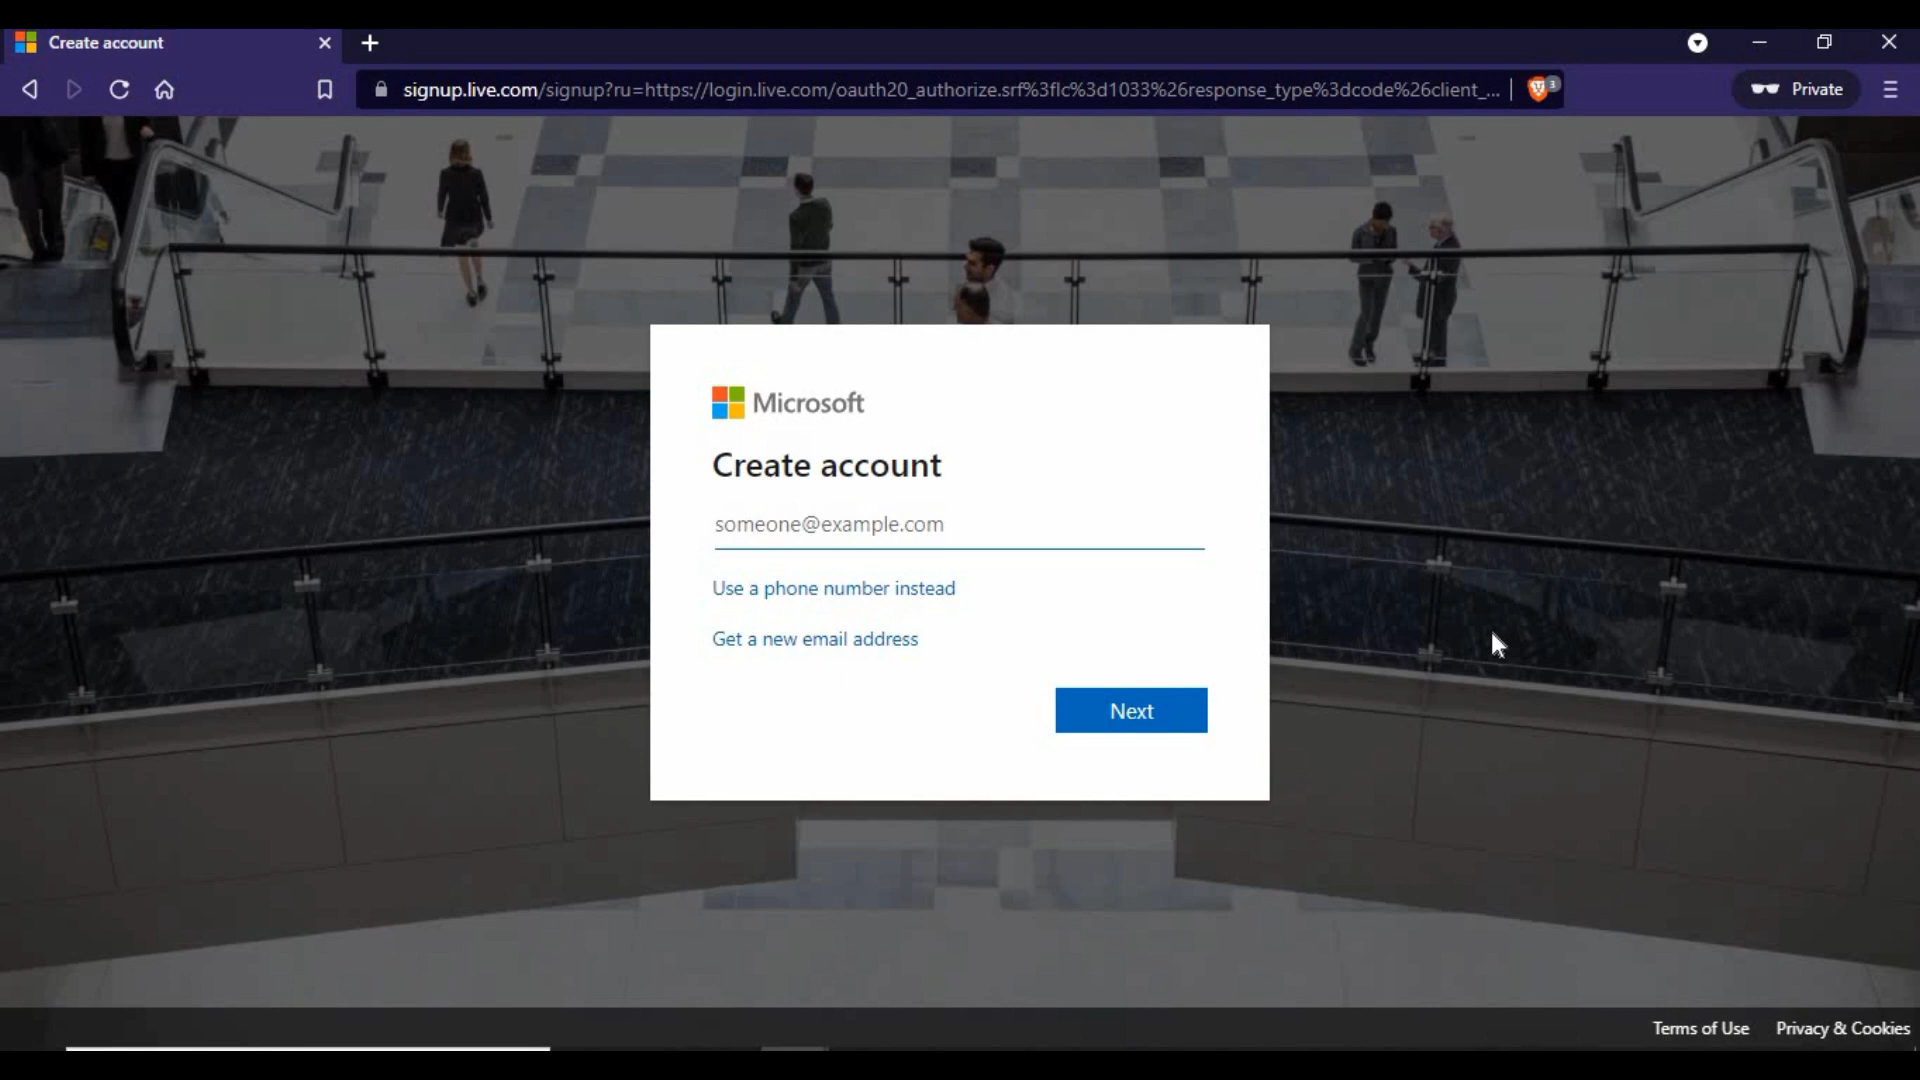 Create account
signup.live.com/signup?ru=https://login.live.com/oauth20_authorize.srf%3flc%3d1033%26response_type%3dcode%26client_...
3
Private
Microsoft
Create account
someone@example.com
Use a phone number instead
Get a new email address
Next
Terms of Use Privacy & Cookies